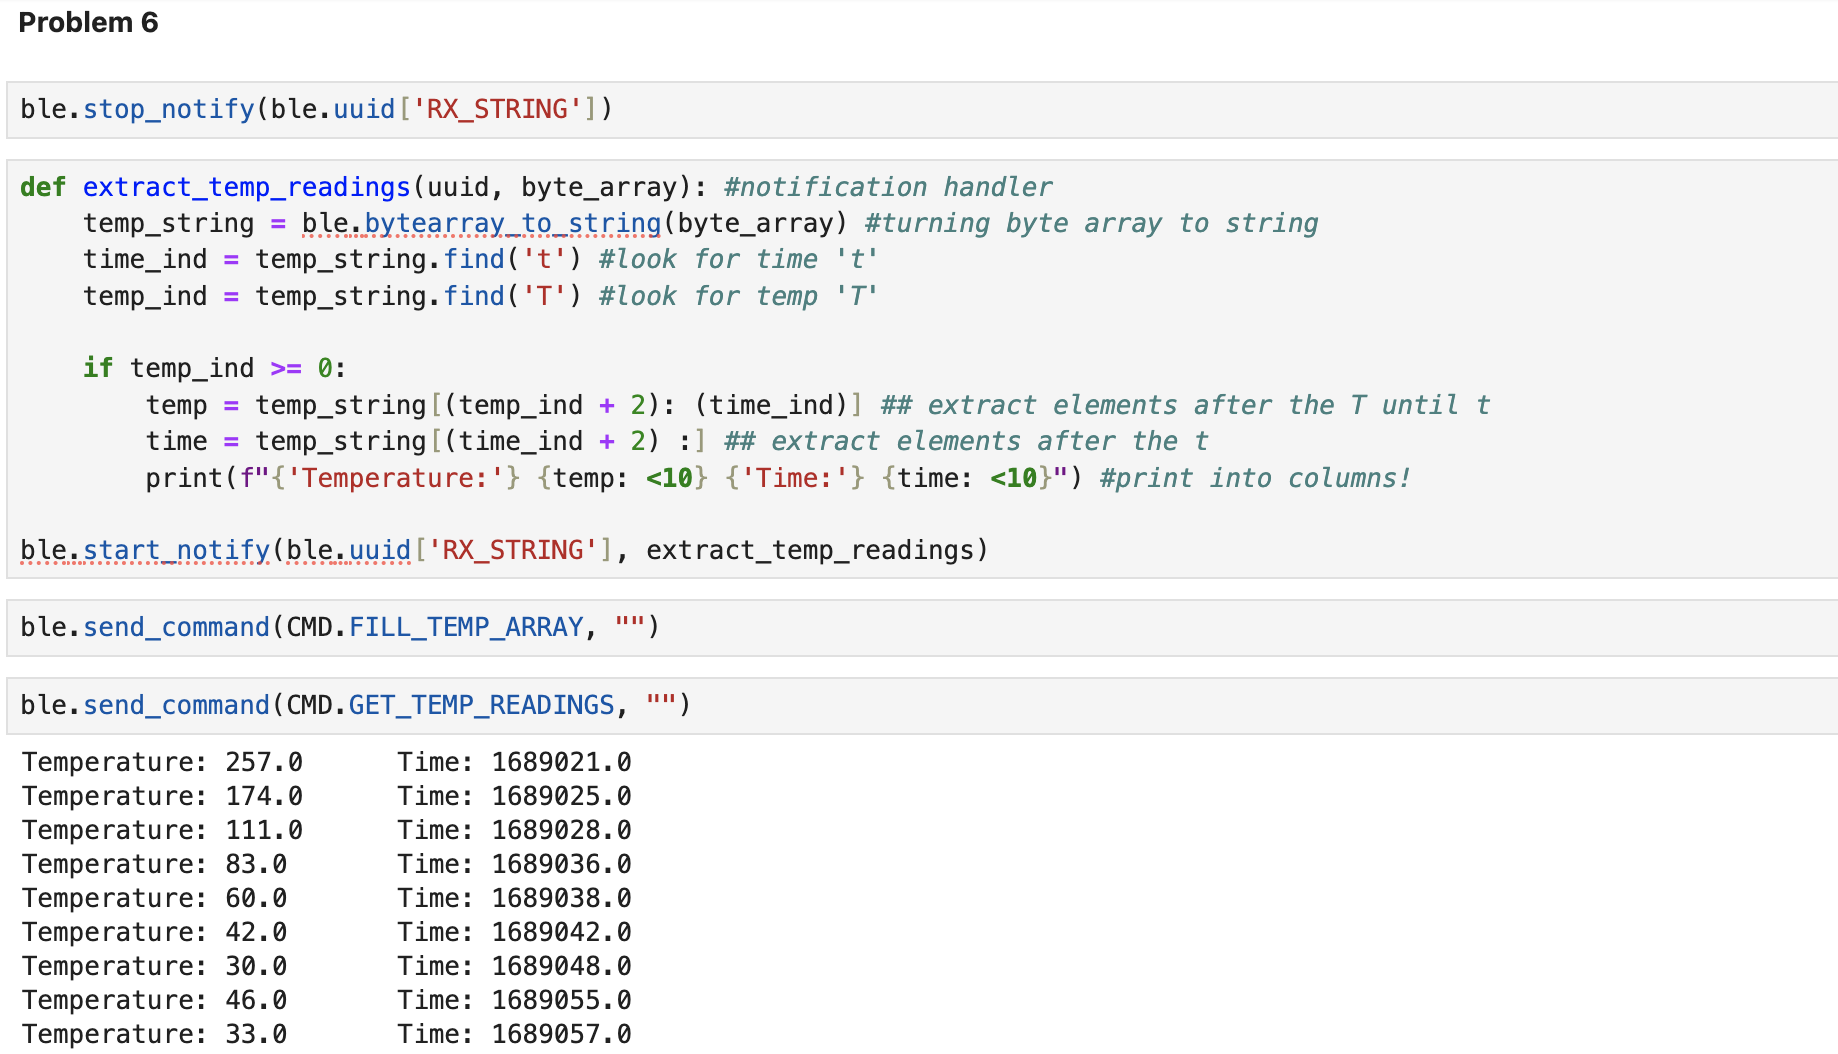 Problem 6
ble.stop_notify(ble.uuid['RX_STRING'])
def extract_temp_readings(uuid, byte_array): #notification handler
    temp_string = ble.bytearray_to_string(byte_array) #turning byte array to string
    time_ind = temp_string.find('t') #look for time 't'
    temp_ind = temp_string.find('T') #look for temp 'T'

    if temp_ind >= 0:
        temp = temp_string[(temp_ind + 2): (time_ind)] ## extract elements after the T until t
        time = temp_string[(time_ind + 2) :] ## extract elements after the t
        print(f"{'Temperature:'} {temp: <10} {'Time:'} {time: <10}") #print into columns!

ble.start_notify(ble.uuid['RX_STRING'], extract_temp_readings)
ble.send_command(CMD.FILL_TEMP_ARRAY, "")
ble.send_command(CMD.GET_TEMP_READINGS, "")
Temperature: 257.0      Time: 1689021.0
Temperature: 174.0      Time: 1689025.0
Temperature: 111.0      Time: 1689028.0
Temperature: 83.0       Time: 1689036.0
Temperature: 60.0       Time: 1689038.0
Temperature: 42.0       Time: 1689042.0
Temperature: 30.0       Time: 1689048.0
Temperature: 46.0       Time: 1689055.0
Temperature: 33.0       Time: 1689057.0